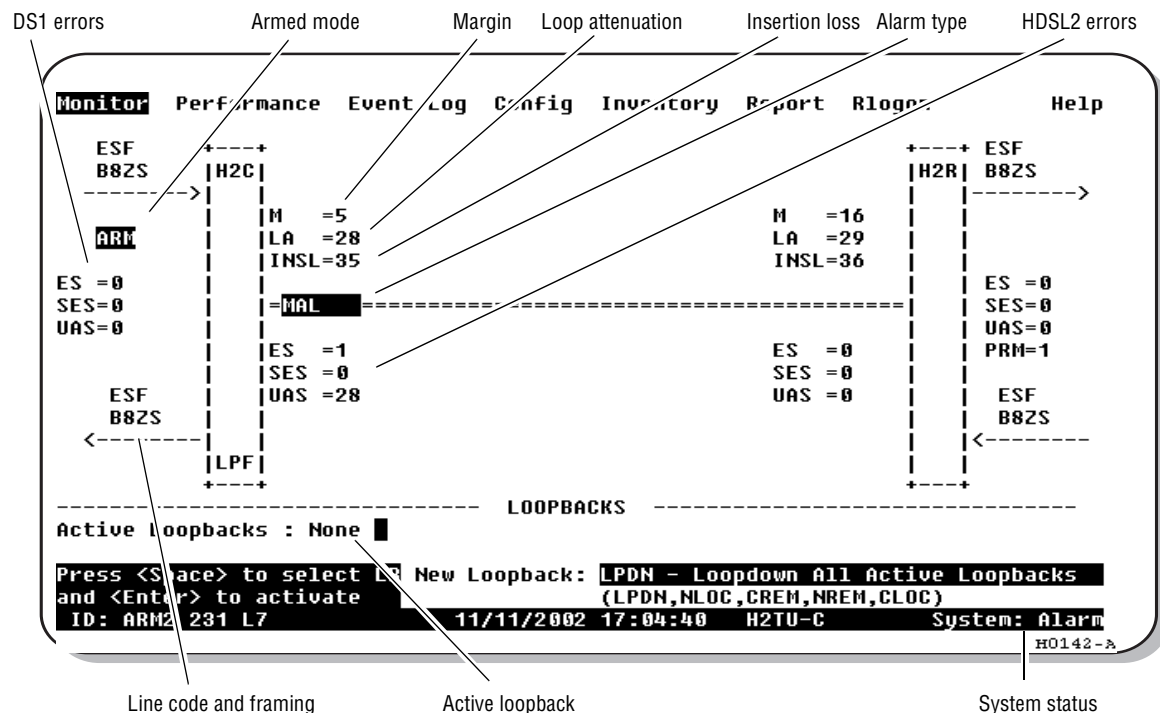 DS1 errors Armed mode Margin Loop attenuation Insertion loss Alarm type HDSL2 errors
Monitor Performance Event Log Config Inventory Report Rlogon Help
ESF +---+ +---+ ESF
B8ZS |H2C| |H2R| B8ZS
-------->| | | |-------->
M =5 M =16
ARM LA =28 LA =29
INSL=35 INSL=36
ES =0 ES =0
SES=0 =MAL ======================================== SES=0
UAS=0 UAS=0
ES =1 ES =0 PRM=1
SES =0 SES =0
ESF UAS =28 UAS =0 ESF
B8ZS B8ZS
<--------| | | |<--------
|LPF| | |
+---+ +---+
------------------------------- LOOPBACKS -------------------------------
Active Loopbacks : None
Press <Space> to select LB New Loopback: LPDN - Loopdown All Active Loopbacks
and <Enter> to activate (LPDN,NLOC,CREM,NREM,CLOC)
ID: ARM2 231 L7 11/11/2002 17:04:40 H2TU-C System: Alarm
H0142-A
Line code and framing Active loopback System status